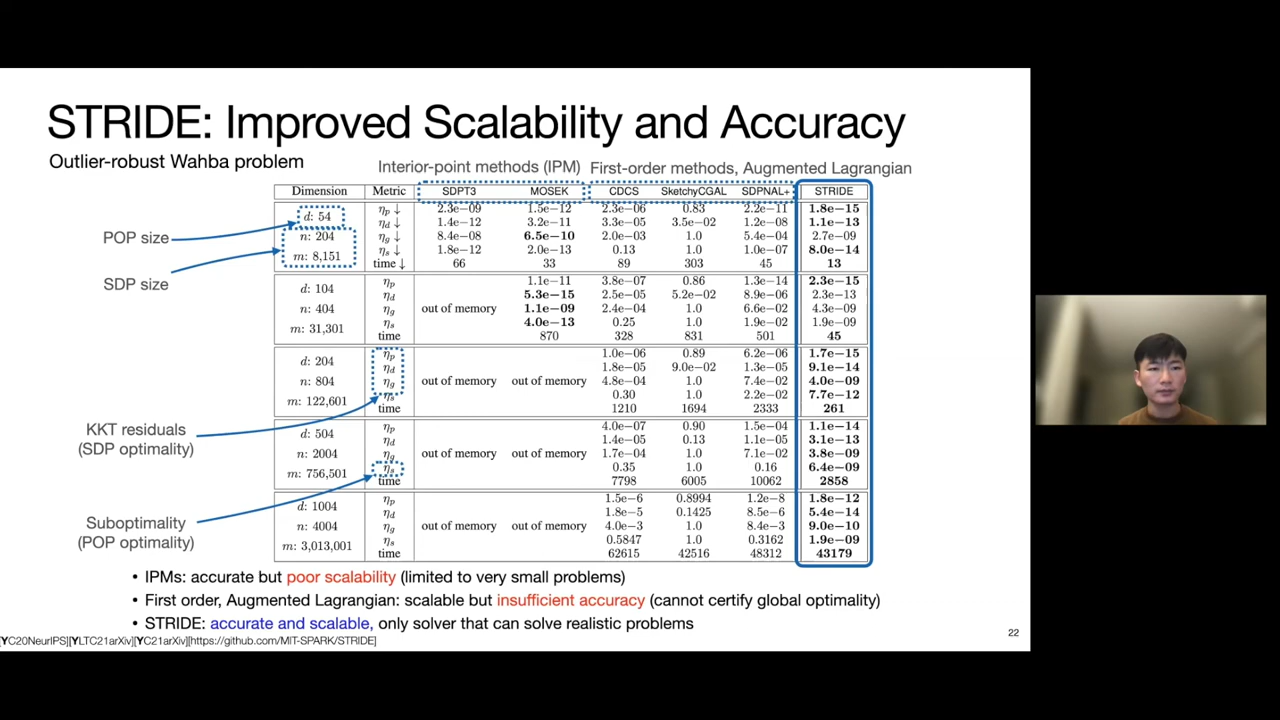 STRIDE: Improved Scalability and Accuracy
Outlier-robust Wahba problem
Interior-point methods (IPM) First-order methods, Augmented Lagrangian
Dimension Metric SDPT3 MOSEK CDCS SketchyCGAL SDPNAL+ STRIDE
d: 54
n: 204
m: 8,151
ηp ↓ 2.3e−09 1.5e−12 2.3e−06 0.83 2.2e−11 1.8e−15
ηd ↓ 1.4e−12 3.2e−11 3.3e−05 3.5e−02 1.2e−08 1.1e−13
ηg ↓ 8.4e−08 6.5e−10 2.0e−03 1.0 5.4e−04 2.7e−09
ηs ↓ 1.8e−12 2.0e−13 0.13 1.0 1.0e−07 8.0e−14
time ↓ 66 33 89 303 45 13
POP size
SDP size
d: 104
n: 404
m: 31,301
out of memory
ηp 1.1e−11 3.8e−07 0.86 1.3e−14 2.3e−15
ηd 5.3e−15 2.5e−05 5.2e−02 8.9e−06 2.3e−13
ηg 1.1e−09 2.4e−04 1.0 6.6e−02 4.3e−09
ηs 4.0e−13 0.25 1.0 1.9e−02 1.9e−09
time 870 328 831 501 45
d: 204
n: 804
m: 122,601
out of memory out of memory
ηp 1.0e−06 0.89 6.2e−06 1.7e−15
ηd 1.8e−05 9.0e−02 1.3e−05 9.1e−14
ηg 4.8e−04 1.0 7.4e−02 4.0e−09
ηs 0.30 1.0 2.2e−02 7.7e−12
time 1210 1694 2333 261
KKT residuals
(SDP optimality)
d: 504
n: 2004
m: 756,501
out of memory out of memory
ηp 4.0e−07 0.90 1.5e−04 1.1e−14
ηd 1.4e−05 0.13 1.1e−05 3.1e−13
ηg 1.7e−04 1.0 7.1e−02 3.8e−09
ηs 0.35 1.0 0.16 6.4e−09
time 7798 6005 10062 2858
Suboptimality
(POP optimality)
d: 1004
n: 4004
m: 3,013,001
out of memory out of memory
ηp 1.5e−6 0.8994 1.2e−8 1.8e−12
ηd 1.8e−5 0.1425 8.5e−6 5.4e−14
ηg 4.0e−3 1.0 8.4e−3 9.0e−10
ηs 0.5847 1.0 0.3162 1.9e−09
time 62615 42516 48312 43179
• IPMs: accurate but poor scalability (limited to very small problems)
• First order, Augmented Lagrangian: scalable but insufficient accuracy (cannot certify global optimality)
• STRIDE: accurate and scalable, only solver that can solve realistic problems
22
[YC20NeurIPS][YLTC21arXiv][YC21arXiv][https://github.com/MIT-SPARK/STRIDE]